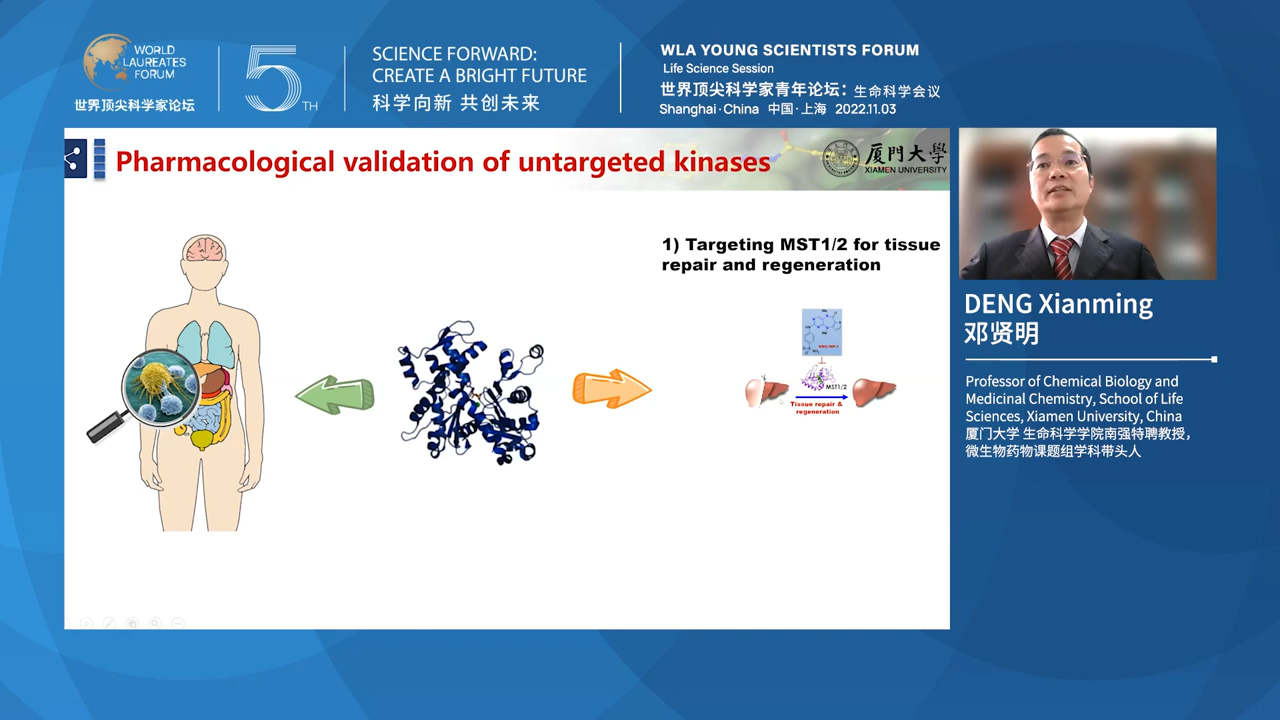 WORLD
LAUREATES
FORUM
世界顶尖科学家论坛
5TH
SCIENCE FORWARD:
CREATE A BRIGHT FUTURE
科学向新 共创未来
WLA YOUNG SCIENTISTS FORUM
Life Science Session
世界顶尖科学家青年论坛：生命科学会议
Shanghai·China 中国·上海 2022.11.03
Pharmacological validation of untargeted kinases
厦门大学
XIAMEN UNIVERSITY
1) Targeting MST1/2 for tissue
repair and regeneration
MST1/2
Tissue repair &
regeneration
DENG Xianming
邓贤明
Professor of Chemical Biology and
Medicinal Chemistry, School of Life
Sciences, Xiamen University, China
厦门大学 生命科学学院南强特聘教授，
微生物药物课题组学科带头人